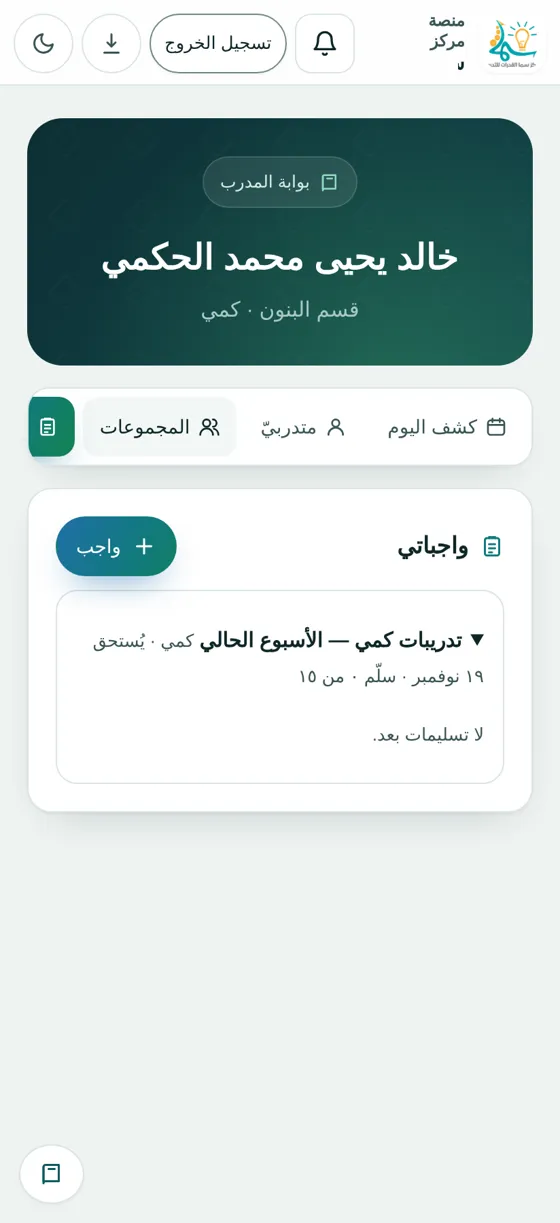 منصة
مركز
تسجيل الخروج
بوابة المدرب
خالد يحيى محمد الحكمي
قسم البنون · كمي
كشف اليوم
متدربيّ
المجموعات
واجباتي
واجب
تدريبات كمي — الأسبوع الحالي كمي · يُستحق
١٩ نوفمبر · سلّم ٠ من ١٥
لا تسليمات بعد.